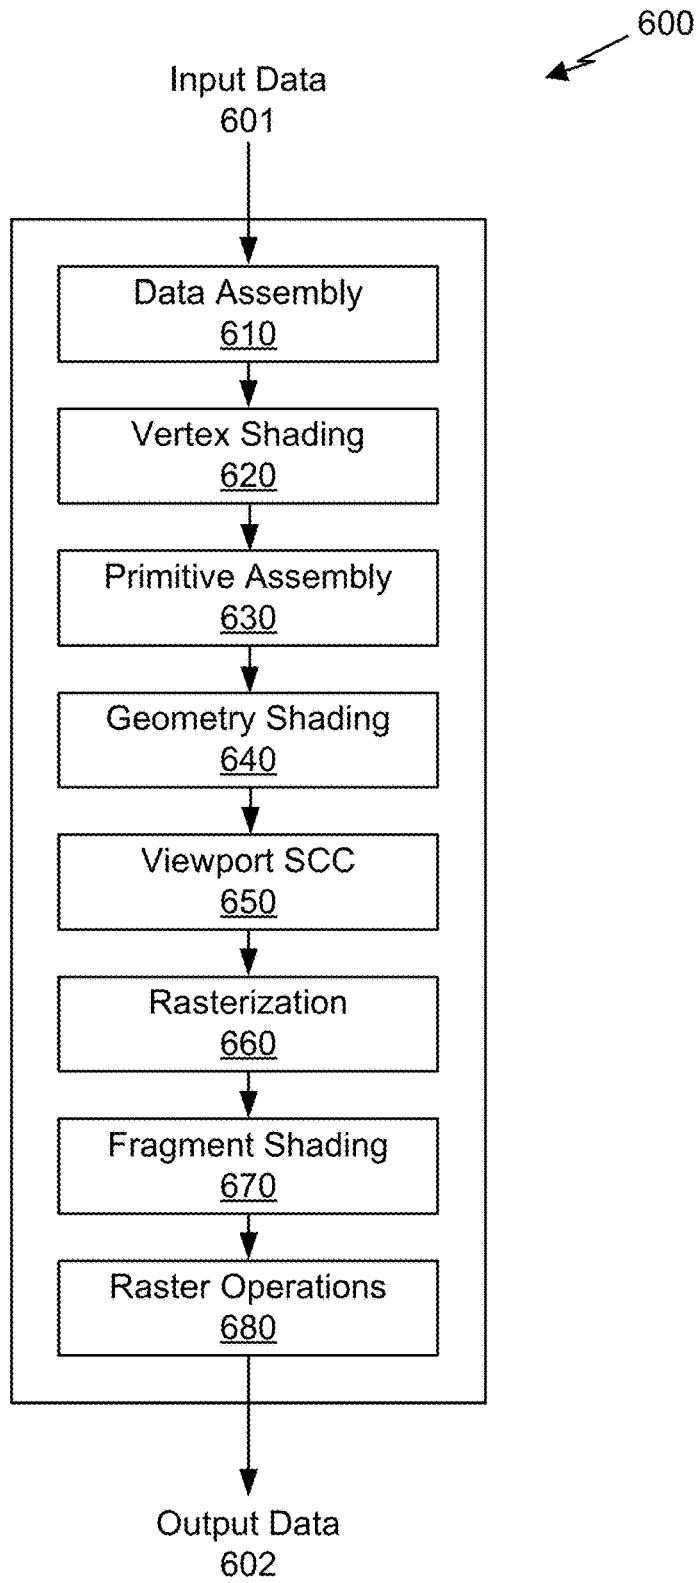 600
Input Data
601
Data Assembly
610
Vertex Shading
620
Primitive Assembly
630
Geometry Shading
640
Viewport SCC
650
Rasterization
660
Fragment Shading
670
Raster Operations
680
Output Data
602